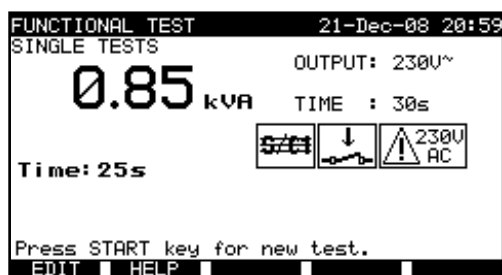 FUNCTIONAL TEST 21-Dec-08 20:59
SINGLE TESTS
OUTPUT: 230V~
0.85 kVA
TIME : 30s
S/C1
230V
AC
Time: 25s
Press START key for new test.
EDIT HELP